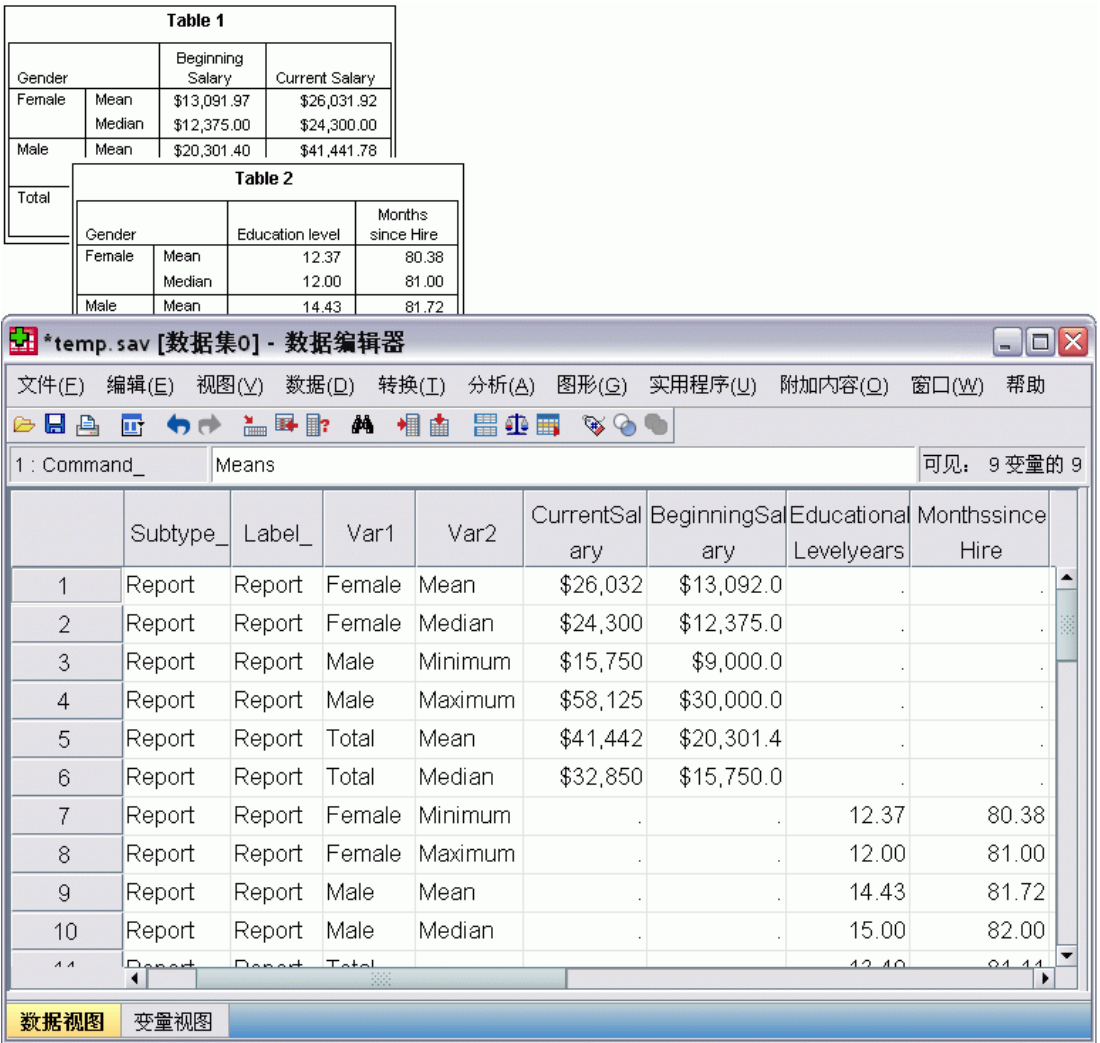 Table 1
Gender Beginning Salary Current Salary
Female Mean $13,091.97 $26,031.92
Median $12,375.00 $24,300.00
Male Mean $20,301.40 $41,441.78
Total
Table 2
Gender Education level Months since Hire
Female Mean 12.37 80.38
Median 12.00 81.00
Male Mean 14.43 81.72
*temp.sav [数据集0] - 数据编辑器
文件(F) 编辑(E) 视图(V) 数据(D) 转换(T) 分析(A) 图形(G) 实用程序(U) 附加内容(O) 窗口(W) 帮助
1 : Command_ Means 可见: 9 变量的 9
Subtype_ Label_ Var1 Var2 CurrentSalary BeginningSalary EducationalLevelyears MonthssinceHire
1 Report Report Female Mean $26,032 $13,092.0 . .
2 Report Report Female Median $24,300 $12,375.0 . .
3 Report Report Male Minimum $15,750 $9,000.0 . .
4 Report Report Male Maximum $58,125 $30,000.0 . .
5 Report Report Total Mean $41,442 $20,301.4 . .
6 Report Report Total Median $32,850 $15,750.0 . .
7 Report Report Female Minimum . . 12.37 80.38
8 Report Report Female Maximum . . 12.00 81.00
9 Report Report Male Mean . . 14.43 81.72
10 Report Report Male Median . . 15.00 82.00
数据视图 变量视图